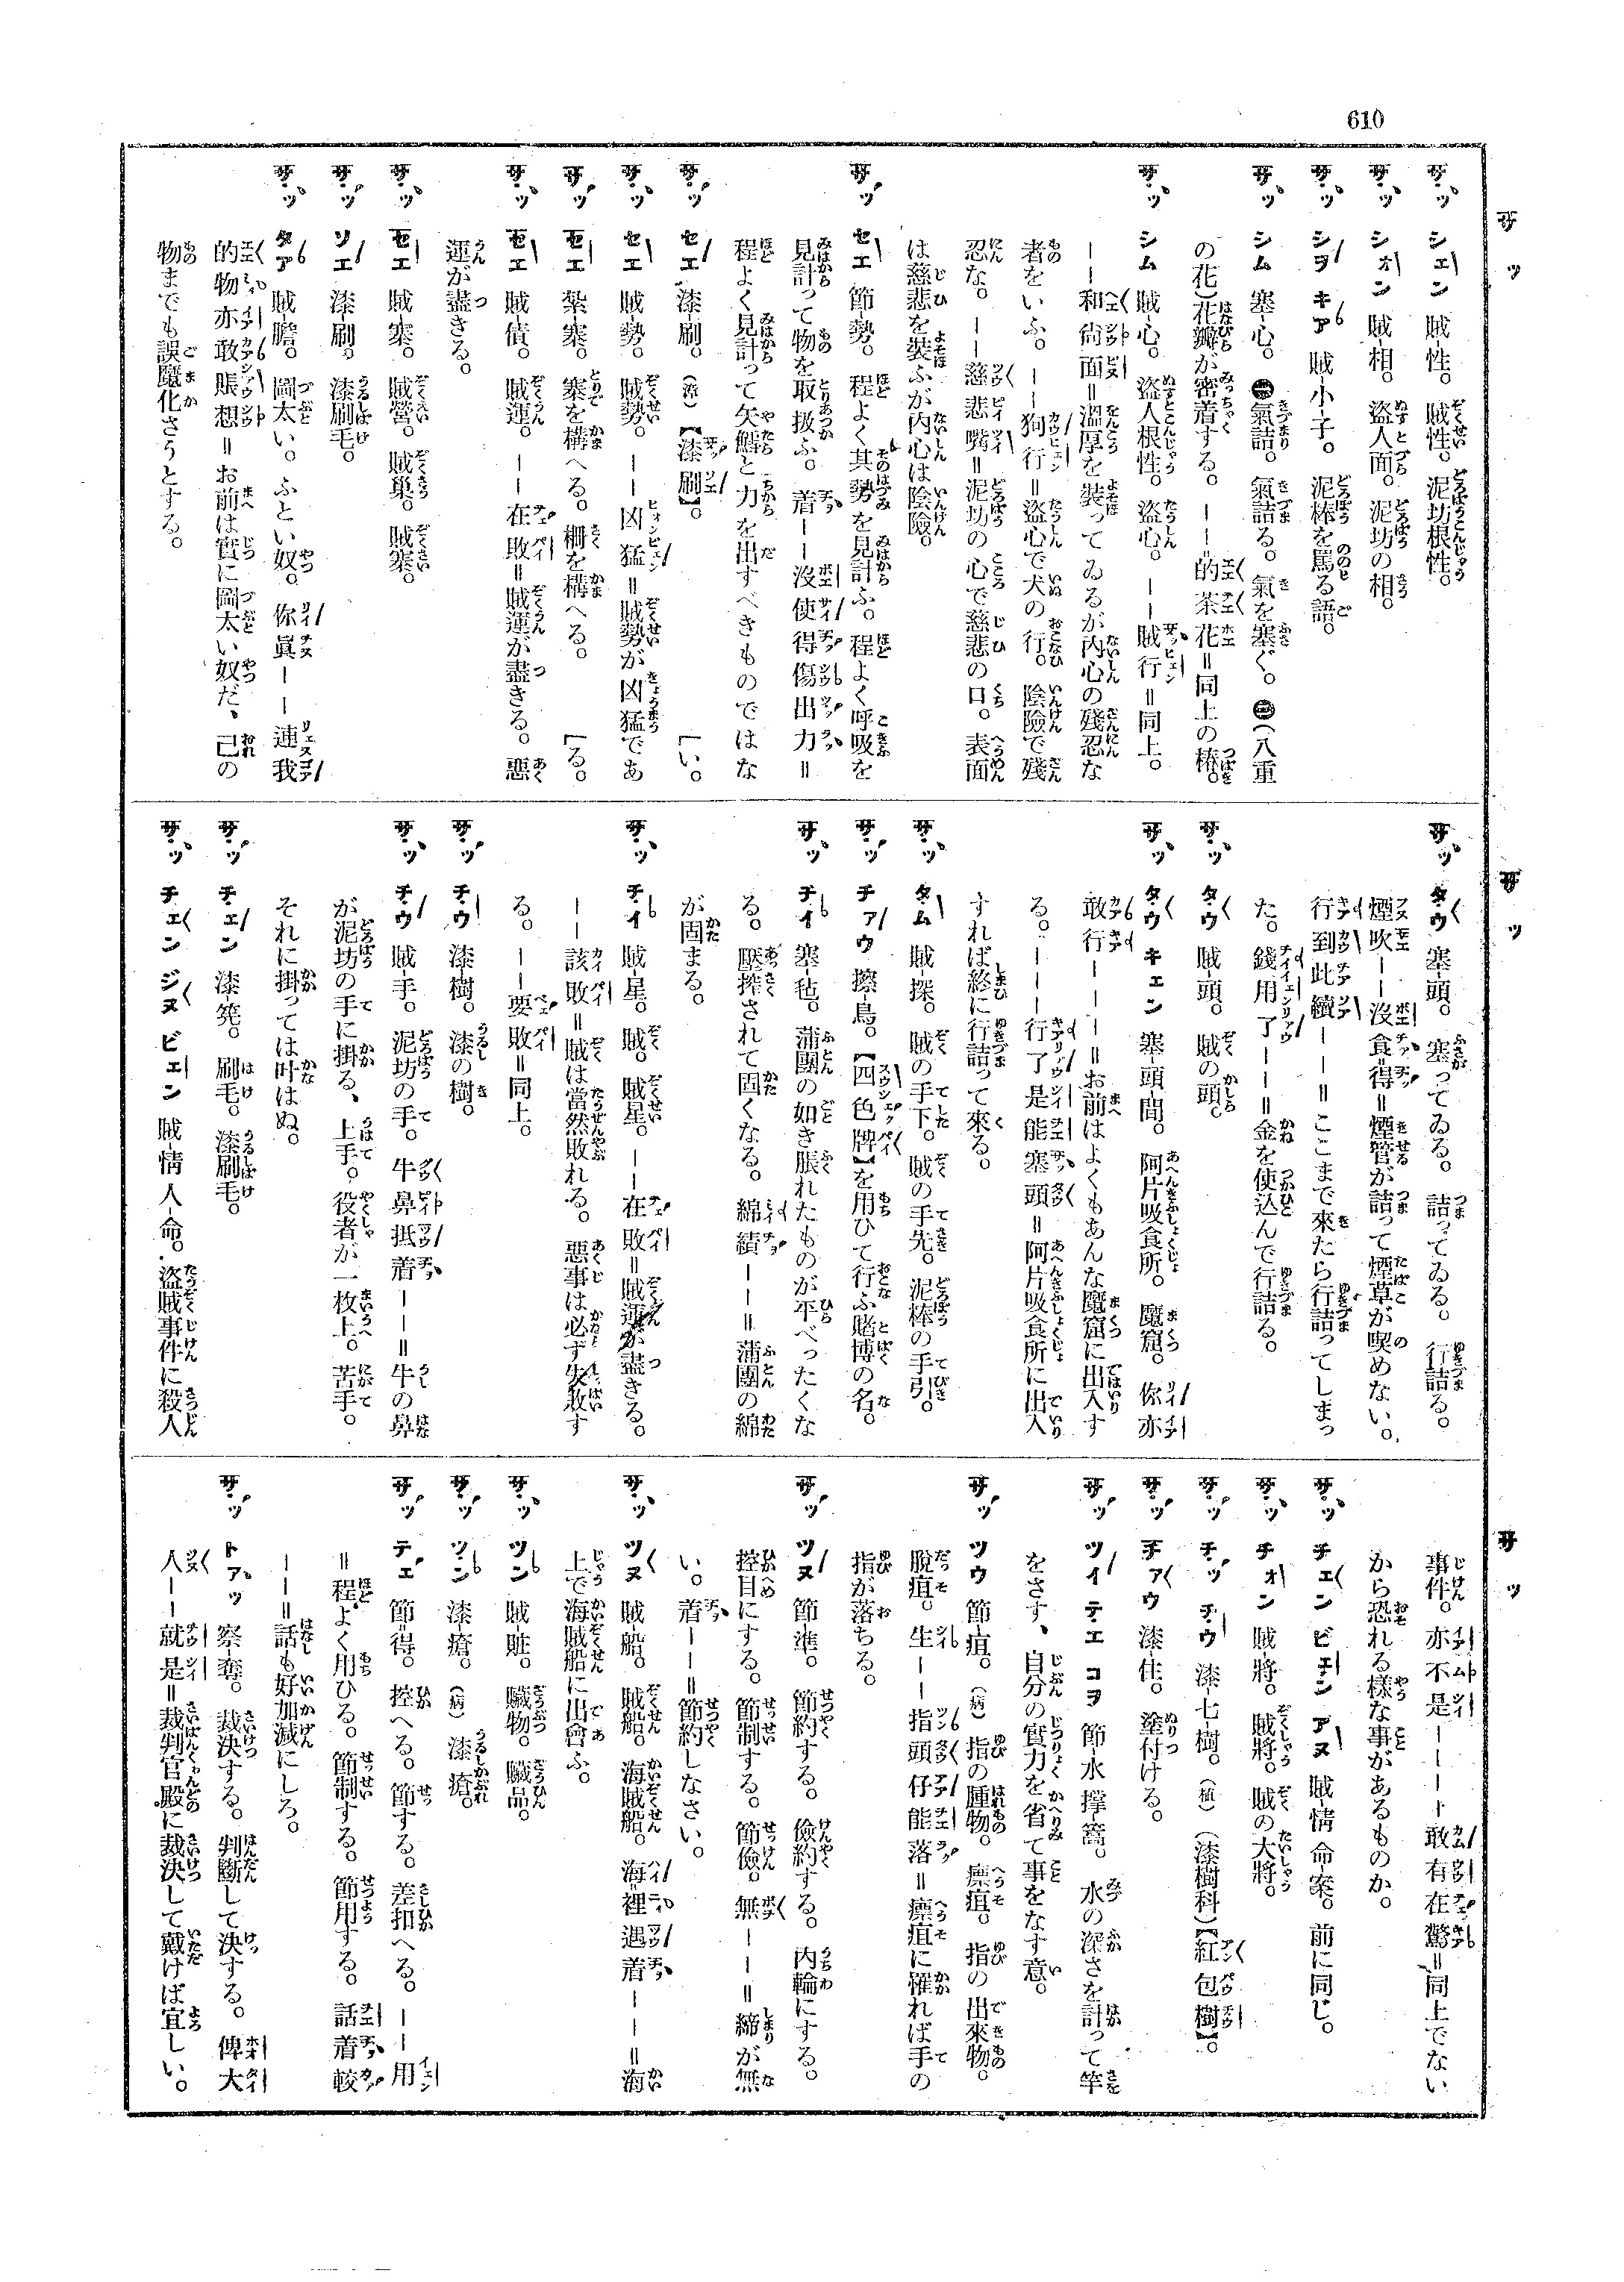 610
サ ッ
サ ッ
サ ッ
サッ シェン 賊-性。 賊性。泥坊根性。
サッ シォン 賊-相。 盜人面。泥坊の相。
サッ シヲ キア 賊-小-子。 泥棒を罵る語。
サッ シム 塞-心。 ㊀氣詰。氣詰る。氣を塞ぐ。 ㊁(八重
の花)花瓣が密着する。——的茶花=同上の椿。
サッ シム 賊-心。 盜人根性。盜心。——賊行=同上。
——和尙面=溫厚を裝ってゐるが內心の殘忍な
者をいふ。——狗行=盜心で犬の行。陰險で殘
忍な。——慈悲嘴=泥坊の心で慈悲の口。表面
は慈悲を裝ふが內心は陰險。
サッ セエ 節-勢。 程よく其勢を見計ふ。程よく呼吸を
見計って物を取扱ふ。着——沒使得傷出力=
程よく見計って矢鱈と力を出すべきものではな
サッ セエ 漆-刷。 (添)【漆刷】。 [い。
サッ セエ 賊-勢。 賊勢。——凶猛=賊勢が凶猛であ
サッ セエ 紮-寨。 寨を構へる。柵を構へる。 [る。
サッ セエ 賊-債。 賊運。——在敗=賊運が盡きる。惡
運が盡きる。
サッ セエ 賊-寨。 賊營。賊巢。賊寨。
サッ ソエ 漆-刷。 漆刷毛。
サッ タア 賊-膽。 圖太い。ふとい奴。你眞——連我
的物亦敢賬想=お前は實に圖太い奴だ、己の
物までも誤魔化さうとする。
サッ タウ 塞-頭。 塞ってゐる。 詰ってゐる。 行詰る。
煙吹——沒食=得=煙管が詰って煙草が喫めない。
行到此續——=ここまで來たら行詰ってしまっ
た。 錢用了——=金を使込んで行詰る。
サッ タウ 賊-頭。 賊の頭。
サッ タウ キェン 塞-頭-間。 阿片吸食所。魔窟。你亦
敢行——=お前はよくもあんな魔窟に出入す
る。——行了是能塞頭=阿片吸食所に出入
すれば終に行詰って來る。
サッ タム 賊-探。 賊の手下。賊の手先。泥棒の手引。
サッ チァウ 擦-鳥。【四色牌】を用ひて行ふ賭博の名。
サッ チイ 塞-毡。 蒲團の如き脹れたものが平べったくな
る。壓搾されて固くなる。 綿績——=蒲團の綿
が固まる。
サッ チイ 賊-星。 賊。賊星。——在敗=賊運が盡きる。
——該敗=賊は當然敗れる。 惡事は必ず失敗す
る。——要敗=同上。
サッ チウ 漆-樹。 漆の樹。
サッ チウ 賊-手。 泥坊の手。牛鼻抵着——=牛の鼻
が泥坊の手に掛る、上手。役者が一枚上。苦手。
それに掛っては叶はぬ。
サッ チェン 漆-筅。 刷毛。漆刷毛。
サッ チェン ジヌ ビェン 賊-情 人-命。盜賊事件に殺人
事件。亦不是———敢有在驚=同上でない
から恐れる樣な事があるものか。
サッ チェン ビェン アヌ 賊-情 命-案。前に同じ。
サッ チォン 賊-將。 賊將。賊の大將。
サッ チッ チウ 漆-七-樹。(植)(漆樹科)【紅包樹】。
サッ チァウ 漆-住。 塗付ける。
サッ ツイ テエ コヲ 節-水 撑-篙。 水の深さを計って竿
をさす、自分の實力を省て事をなす意。
サッ ツウ 節-疽。(病) 指の腫物。瘭疽。 指の出來物。
脫疽。生——指頭仔能落=瘭疽に罹れば手の
指が落ちる。
サッ ツヌ 節-準。 節約する。儉約する。內輪にする。
控目にする。節制する。節儉。無——=締が無
い。着——=節約しなさい。
サッ ツヌ 賊-船。 賊船。海賊船。海裡遇着——=海
上で海賊船に出會ふ。
サッ ツン 賊-賍。 贓物。贓品。
サッ ツン 漆-瘡。(病) 漆瘡。
サッ テェ 節=得。 控へる。節する。差扣へる。——用
=程よく用ひる。節制する。節用する。 話着較
——=話も好加減にしろ。
サッ トアッ 察-奪。 裁決する。判斷して決する。 俾大
人——就是=裁判官殿に裁決して戴けば宜しい。